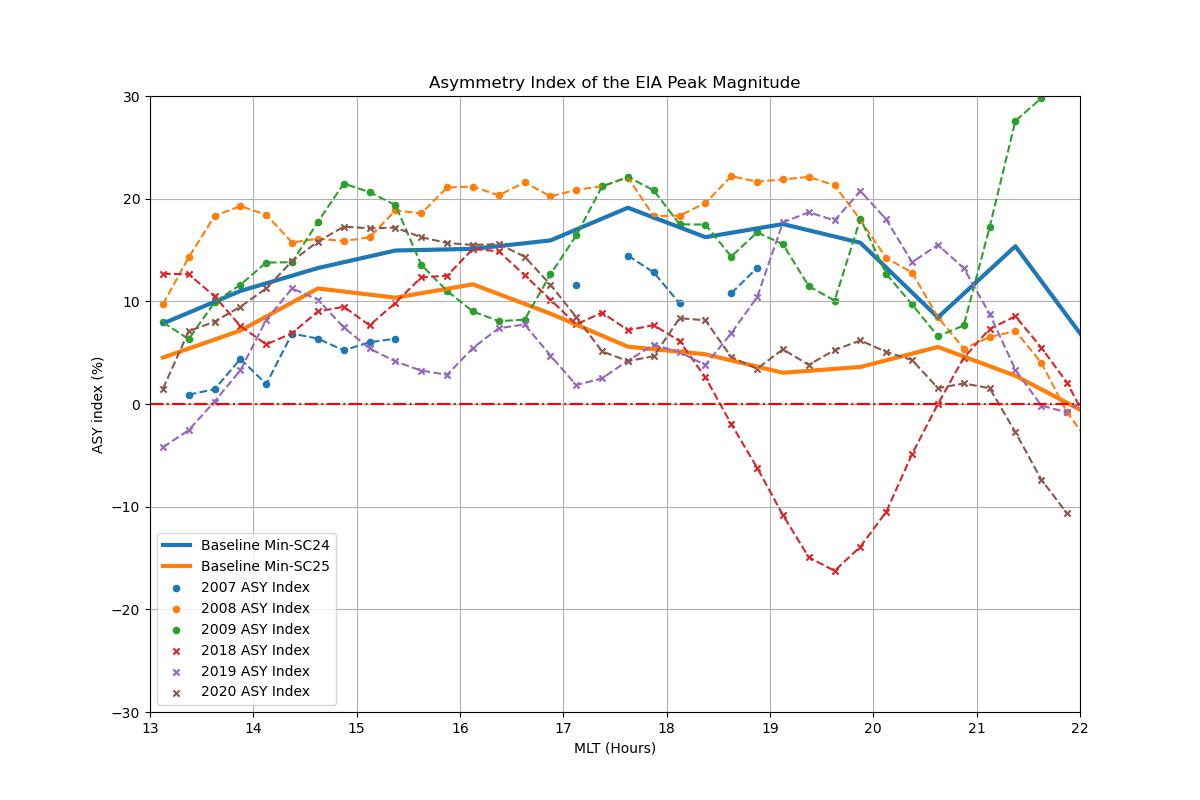 Asymmetry Index of the EIA Peak Magnitude
30
20
10
0
−10
−20
−30
ASY index (%)
Baseline Min-SC24
Baseline Min-SC25
2007 ASY Index
2008 ASY Index
2009 ASY Index
2018 ASY Index
2019 ASY Index
2020 ASY Index
13 14 15 16 17 18 19 20 21 22
MLT (Hours)